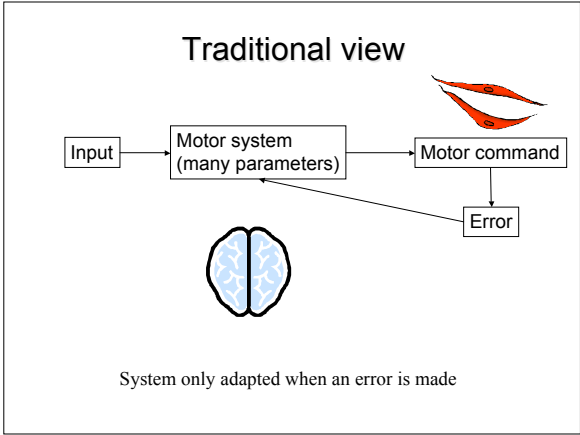 Traditional view
Input
Motor system
(many parameters)
Motor command
Error
System only adapted when an error is made